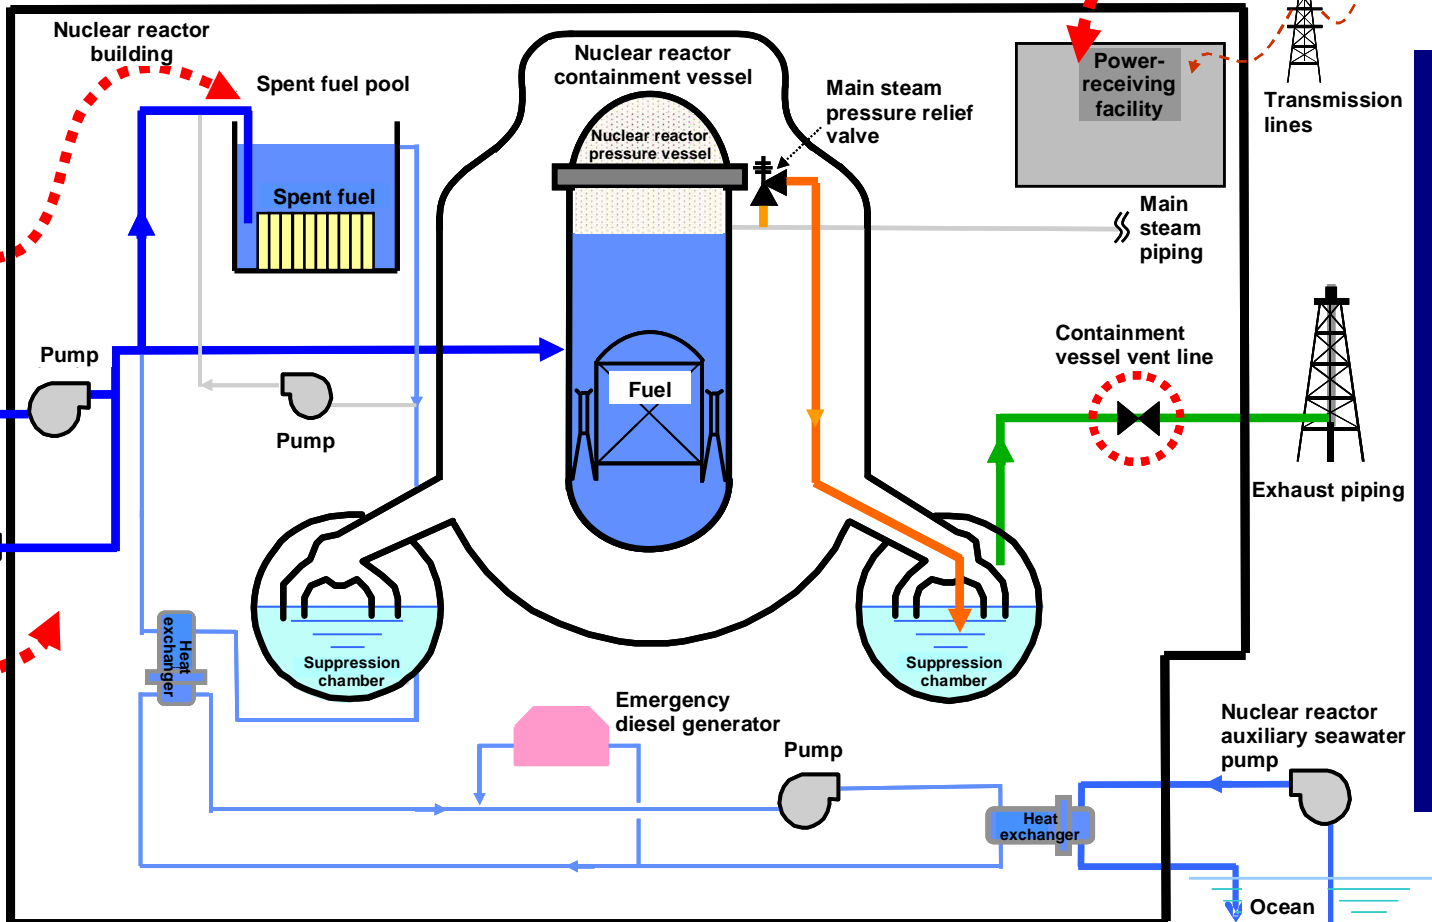 Nuclear reactor
building
Spent fuel pool
Nuclear reactor
containment vessel
Main steam
pressure relief
valve
Power-
receiving
facility
Transmission
lines
Nuclear reactor
pressure vessel
Spent fuel
Main
steam
piping
Pump
Pump
Fuel
Containment
vessel vent line
Exhaust piping
Heat
exchanger
Suppression
chamber
Suppression
chamber
Emergency
diesel generator
Pump
Nuclear reactor
auxiliary seawater
pump
Heat
exchanger
Ocean